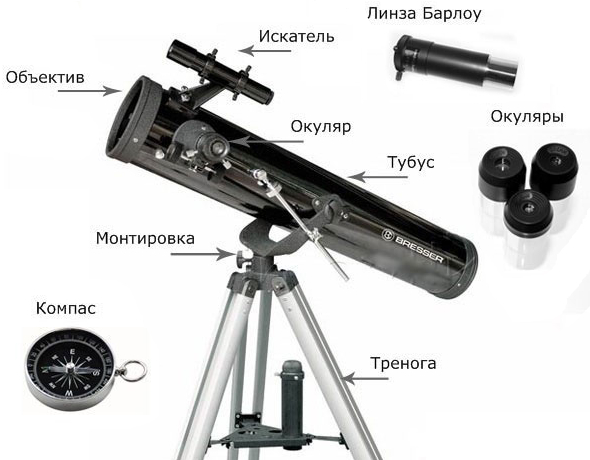 Линза Барлоу
Искатель
Объектив
Окуляры
Окуляр
Тубус
Монтировка
BRESSER
Компас
E
S
W
Тренога